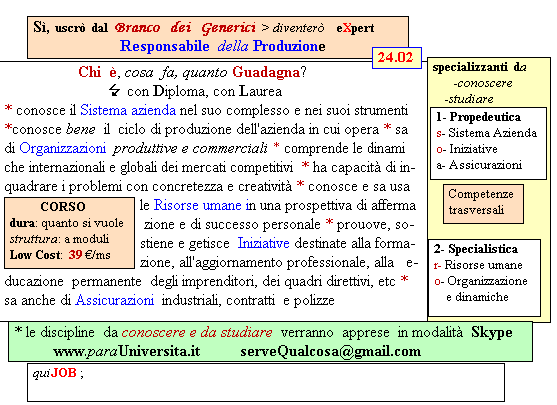 Sì, uscrò dal Branco dei Generici > diventerò eXpert
Responsabile della Produzione
24.02
Chi è, cosa fa, quanto Guadagna?
con Diploma, con Laurea
* conosce il Sistema azienda nel suo complesso e nei suoi strumenti
*conosce bene il ciclo di produzione dell'azienda in cui opera * sa
di Organizzazioni produttive e commerciali * comprende le dinami
che internazionali e globali dei mercati competitivi * ha capacità di in-
quadrare i problemi con concretezza e creatività * conosce e sa usa
le Risorse umane in una prospettiva di afferma
zione e di successo personale * prouove, so-
stiene e getisce Iniziative destinate alla forma-
zione, all'aggiornamento professionale, alla e-
ducazione permanente degli imprenditori, dei quadri direttivi, etc *
sa anche di Assicurazioni industriali, contratti e polizze
CORSO
dura: quanto si vuole
struttura: a moduli
Low Cost: 39 €/ms
specializzanti da
-conoscere
-studiare
1- Propedeutica
s- Sistema Azienda
o- Iniziative
a- Assicurazioni
Competenze
trasversali
2- Specialistica
r- Risorse umane
o- Organizzazione
e dinamiche
* le discipline da conoscere e da studiare verranno apprese in modalità Skype
www.paraUniversita.it serveQualcosa@gmail.com
quiJOB ;